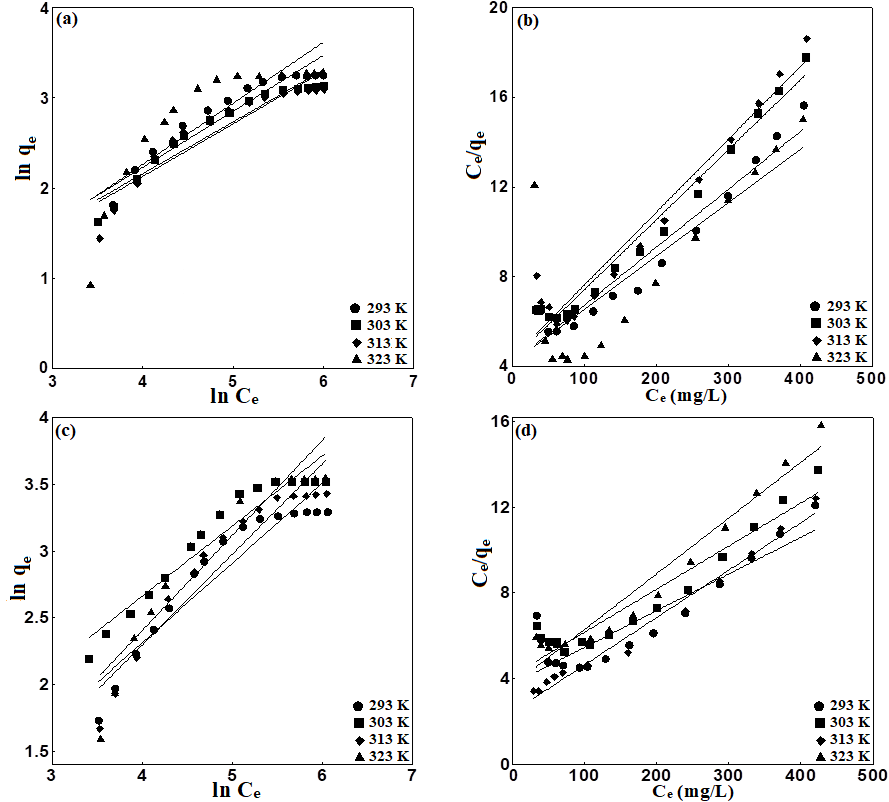 (a)
4
3
2
1
0
ln qₑ
3
4
5
6
7
ln Cₑ
293 K
303 K
313 K
323 K
(b)
20
16
12
8
4
Cₑ/qₑ
0
100
200
300
400
500
Cₑ (mg/L)
293 K
303 K
313 K
323 K
(c)
4
3.5
3
2.5
2
1.5
ln qₑ
3
4
5
6
7
ln Cₑ
293 K
303 K
313 K
323 K
(d)
16
12
8
4
0
Cₑ/qₑ
0
100
200
300
400
500
Cₑ (mg/L)
293 K
303 K
313 K
323 K